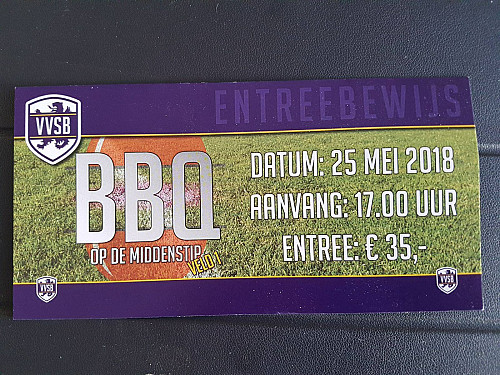 ENTREEBEWIJS
VVSB
BBQ
OP DE MIDDENSTIP
VELD 1
DATUM: 25 MEI 2018
AANVANG: 17.00 UUR
ENTREE: € 35,-
VVSB
VVSB